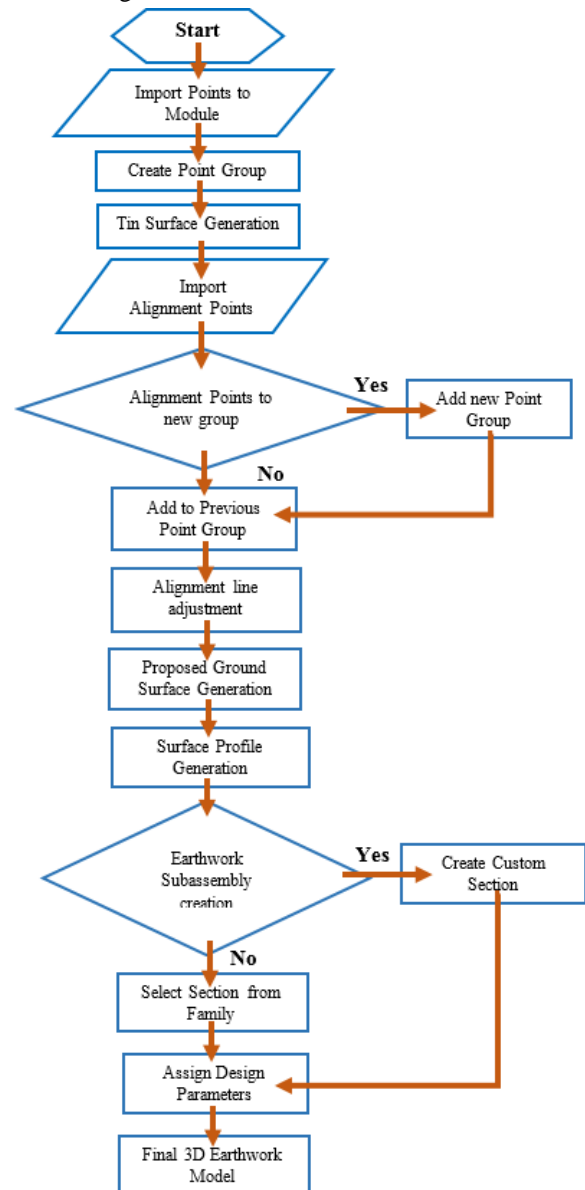 Start
Import Points to
Module
Create Point Group
Tin Surface Generation
Import
Alignment Points
Alignment Points to
new group
Yes
Add new Point
Group
No
Add to Previous
Point Group
Alignment line
adjustment
Proposed Ground
Surface Generation
Surface Profile
Generation
Earthwork
Subassembly
creation
Yes
Create Custom
Section
No
Select Section from
Family
Assign Design
Parameters
Final 3D Earthwork
Model